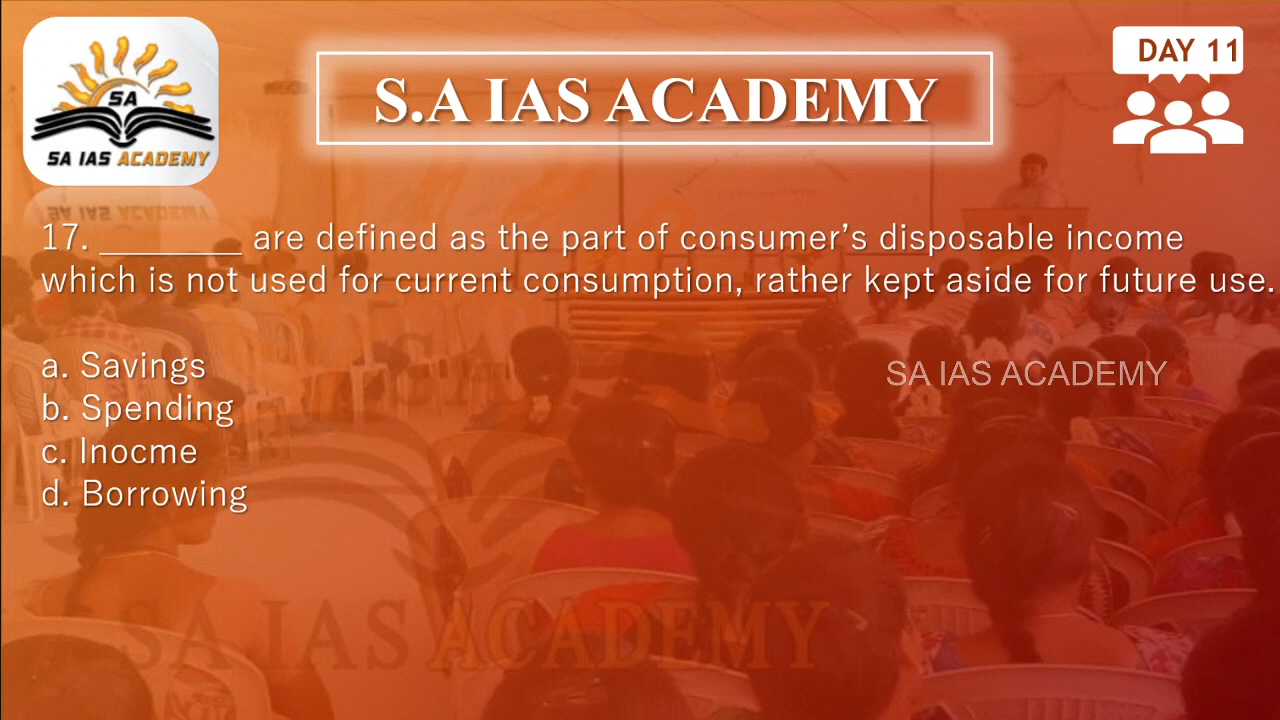 SA
SA IAS ACADEMY
S.A IAS ACADEMY
DAY 11
17. ________ are defined as the part of consumer’s disposable income
which is not used for current consumption, rather kept aside for future use.
a. Savings
b. Spending
c. Inocme
d. Borrowing
SA IAS ACADEMY
SA IAS ACADEMY